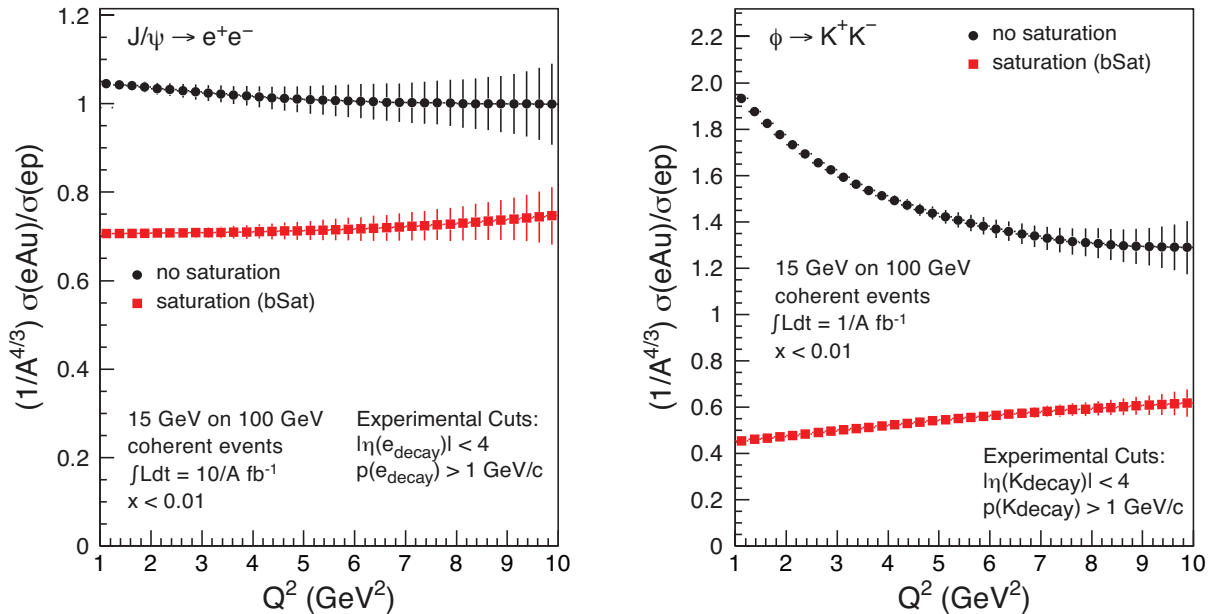 J/ψ → e⁺e⁻
no saturation
saturation (bSat)
15 GeV on 100 GeV
coherent events
∫Ldt = 10/A fb⁻¹
x < 0.01
Experimental Cuts:
|η(e_decay)| < 4
p(e_decay) > 1 GeV/c
(1/A^4/3) σ(eAu)/σ(ep)
1.2
1
0.8
0.6
0.4
0.2
0
1 2 3 4 5 6 7 8 9 10
Q² (GeV²)
ϕ → K⁺K⁻
no saturation
saturation (bSat)
15 GeV on 100 GeV
coherent events
∫Ldt = 1/A fb⁻¹
x < 0.01
Experimental Cuts:
|η(K_decay)| < 4
p(K_decay) > 1 GeV/c
(1/A^4/3) σ(eAu)/σ(ep)
2.2
2.0
1.8
1.6
1.4
1.2
1
0.8
0.6
0.4
0.2
0
1 2 3 4 5 6 7 8 9 10
Q² (GeV²)